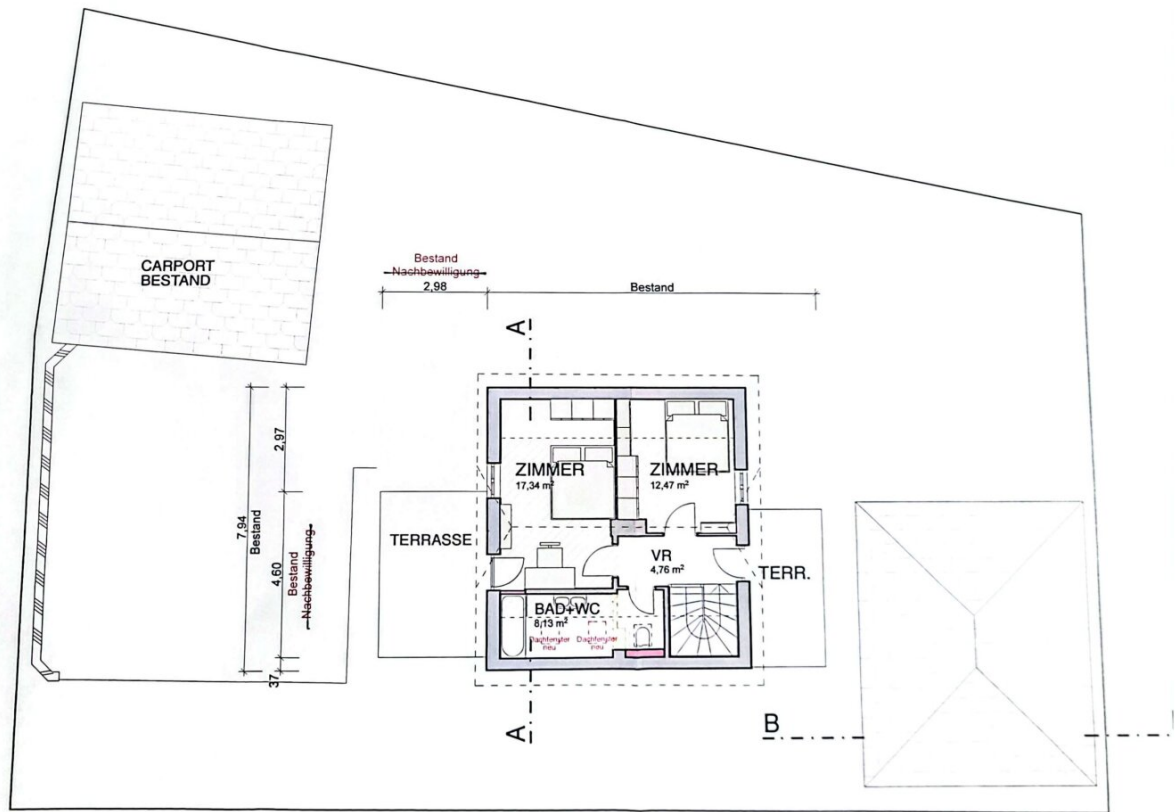 CARPORT
BESTAND
Bestand
Nachbewilligung
2,98
Bestand
A
2,97
7,94
Bestand
4,60
Bestand
Nachbewilligung
37
ZIMMER
17,34 m²
ZIMMER
12,47 m²
TERRASSE
VR
4,76 m²
TERR.
BAD+WC
8,13 m²
Dachfenster
neu
Dachfenster
neu
A
B